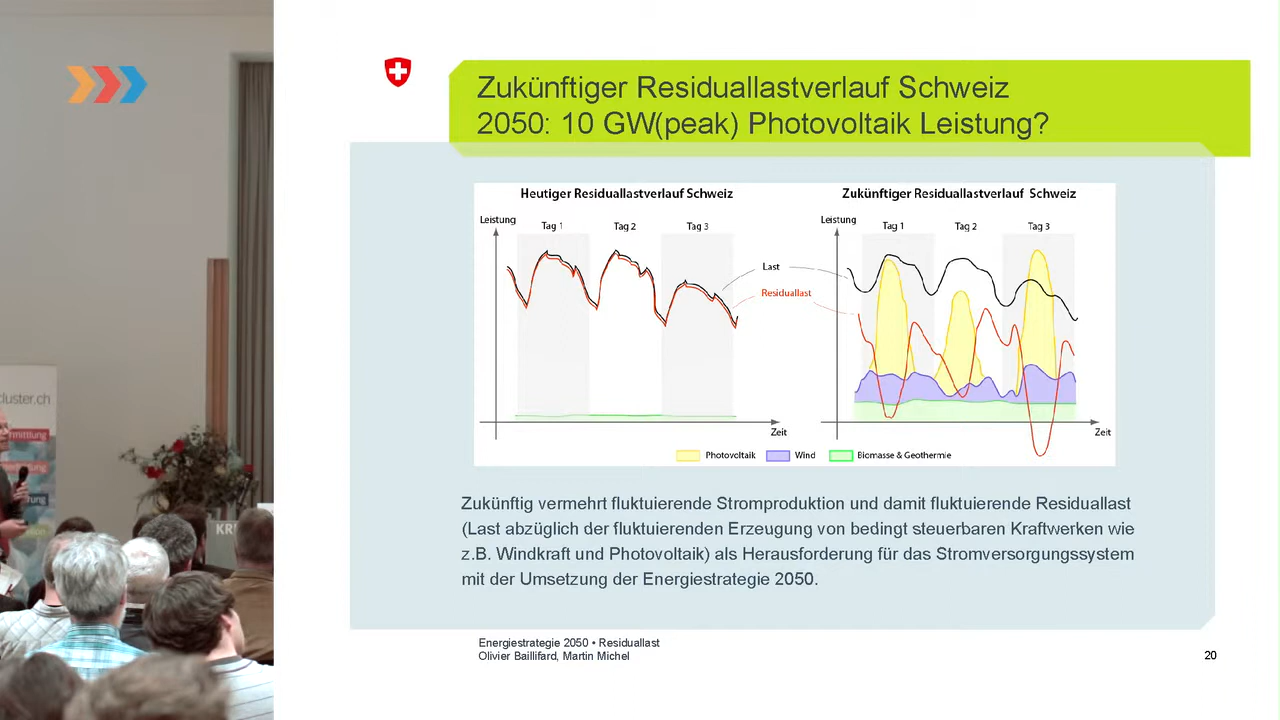 Zukünftiger Residuallastverlauf Schweiz
2050: 10 GW(peak) Photovoltaik Leistung?
Heutiger Residuallastverlauf Schweiz
Leistung
Tag 1
Tag 2
Tag 3
Zeit
Last
Residuallast
Zukünftiger Residuallastverlauf Schweiz
Leistung
Tag 1
Tag 2
Tag 3
Zeit
Photovoltaik
Wind
Biomasse & Geothermie
Zukünftig vermehrt fluktuierende Stromproduktion und damit fluktuierende Residuallast
(Last abzüglich der fluktuierenden Erzeugung von bedingt steuerbaren Kraftwerken wie
z.B. Windkraft und Photovoltaik) als Herausforderung für das Stromversorgungssystem
mit der Umsetzung der Energiestrategie 2050.
Energiestrategie 2050 • Residuallast
Olivier Baillifard, Martin Michel
20
cluster.ch